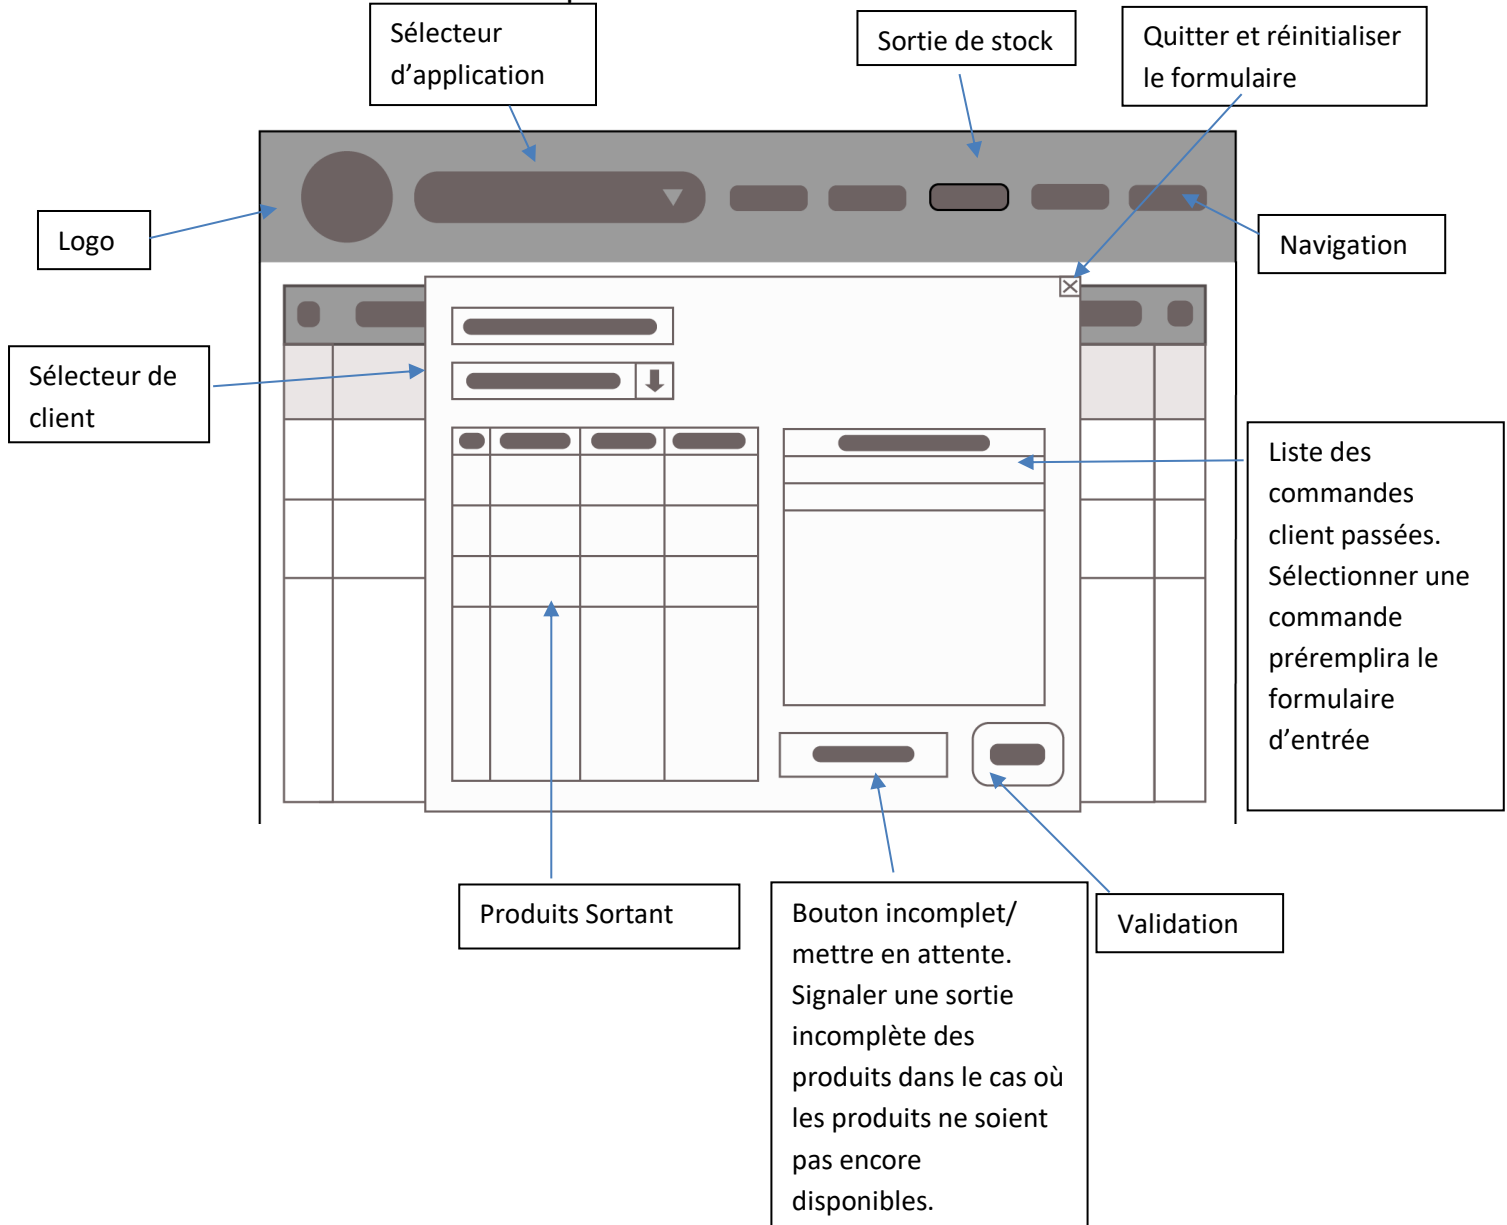 Sélecteur
d’application
Sortie de stock
Quitter et réinitialiser
le formulaire
Logo
Navigation
Sélecteur de
client
Liste des
commandes
client passées.
Sélectionner une
commande
préremplira le
formulaire
d’entrée
Produits Sortant
Bouton incomplet/
mettre en attente.
Signaler une sortie
incomplète des
produits dans le cas où
les produits ne soient
pas encore
disponibles.
Validation